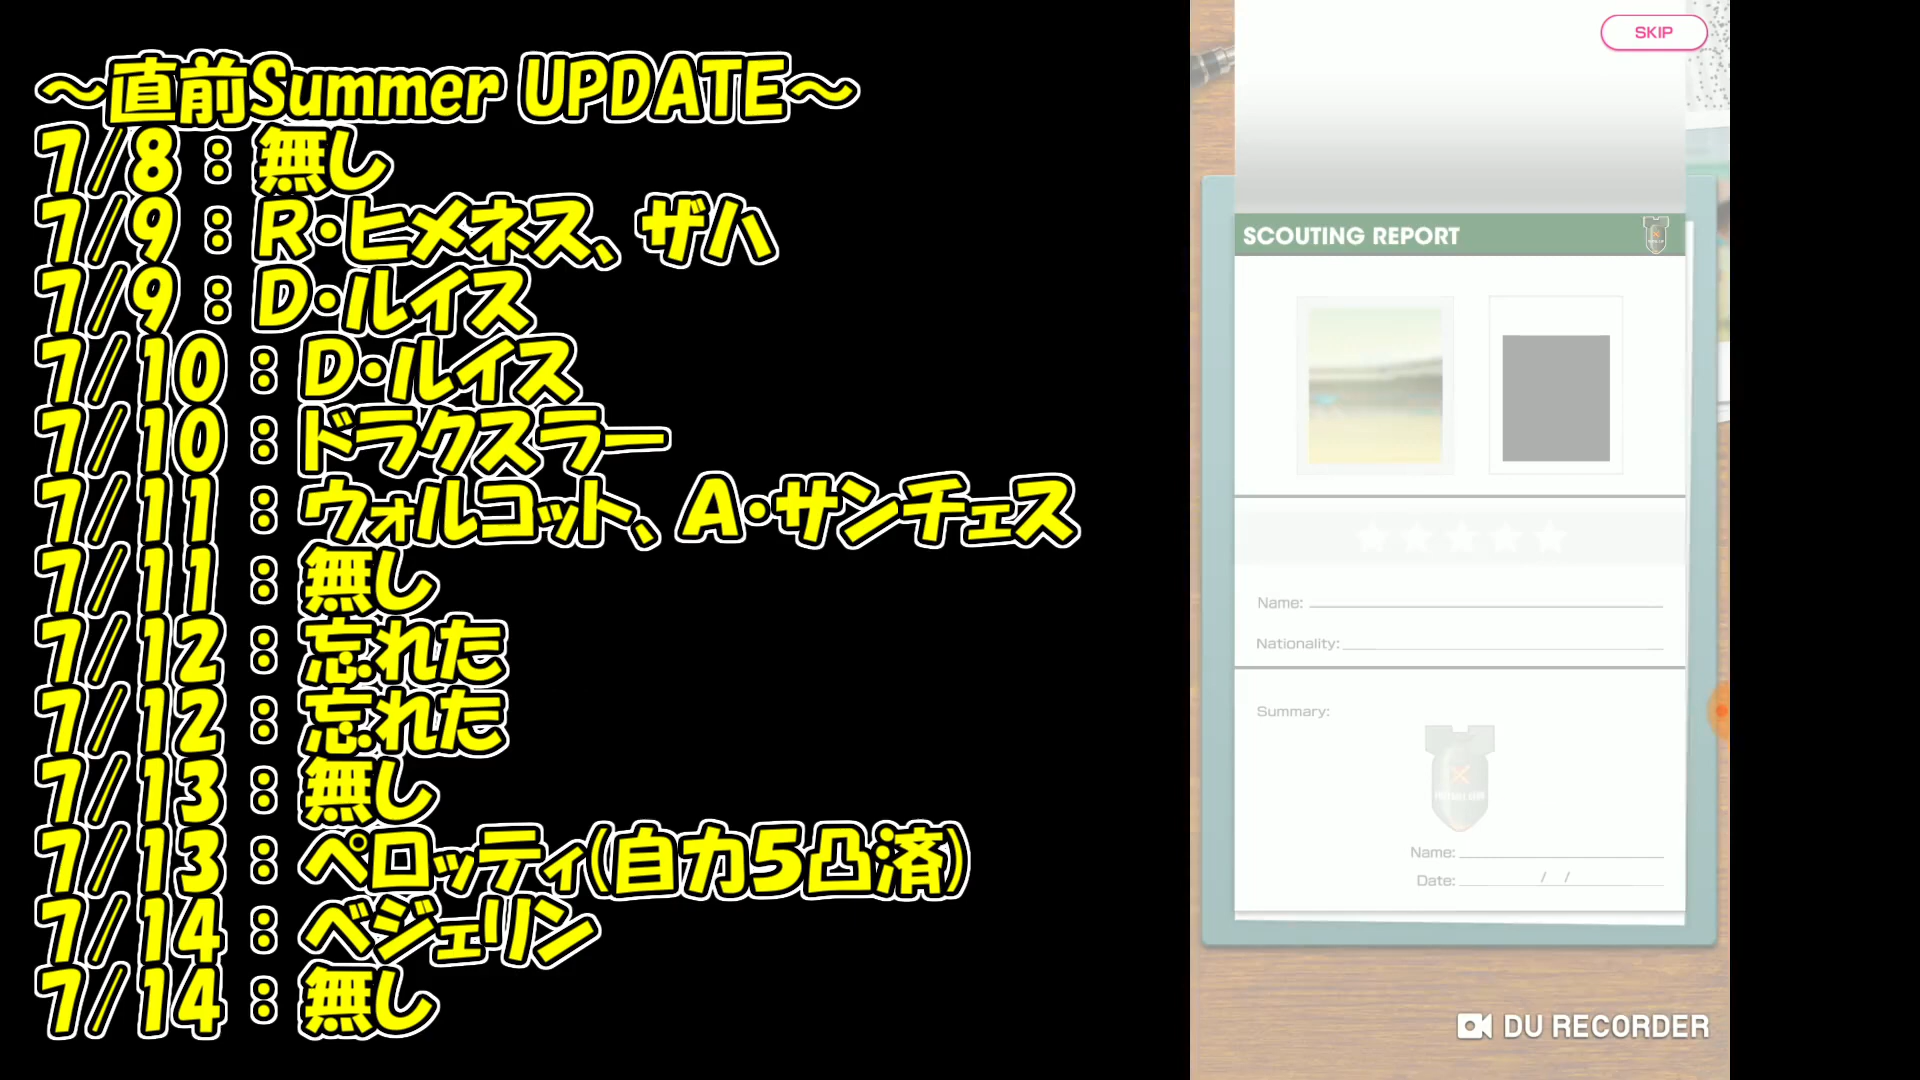 ～直前Summer UPDATE～
7/8：無し
7/9：R・ヒメネス、ザハ
7/9：D・ルイス
7/10：D・ルイス
7/10：ドラクスラー
7/11：ウォルコット、A・サンチェス
7/11：無し
7/12：忘れた
7/12：忘れた
7/13：無し
7/13：ペロッティ(自力5凸済)
7/14：ベジェリン
7/14：無し
SKIP
SCOUTING REPORT
Name:
Nationality:
Summary:
Name:
Date: / /
DU RECORDER